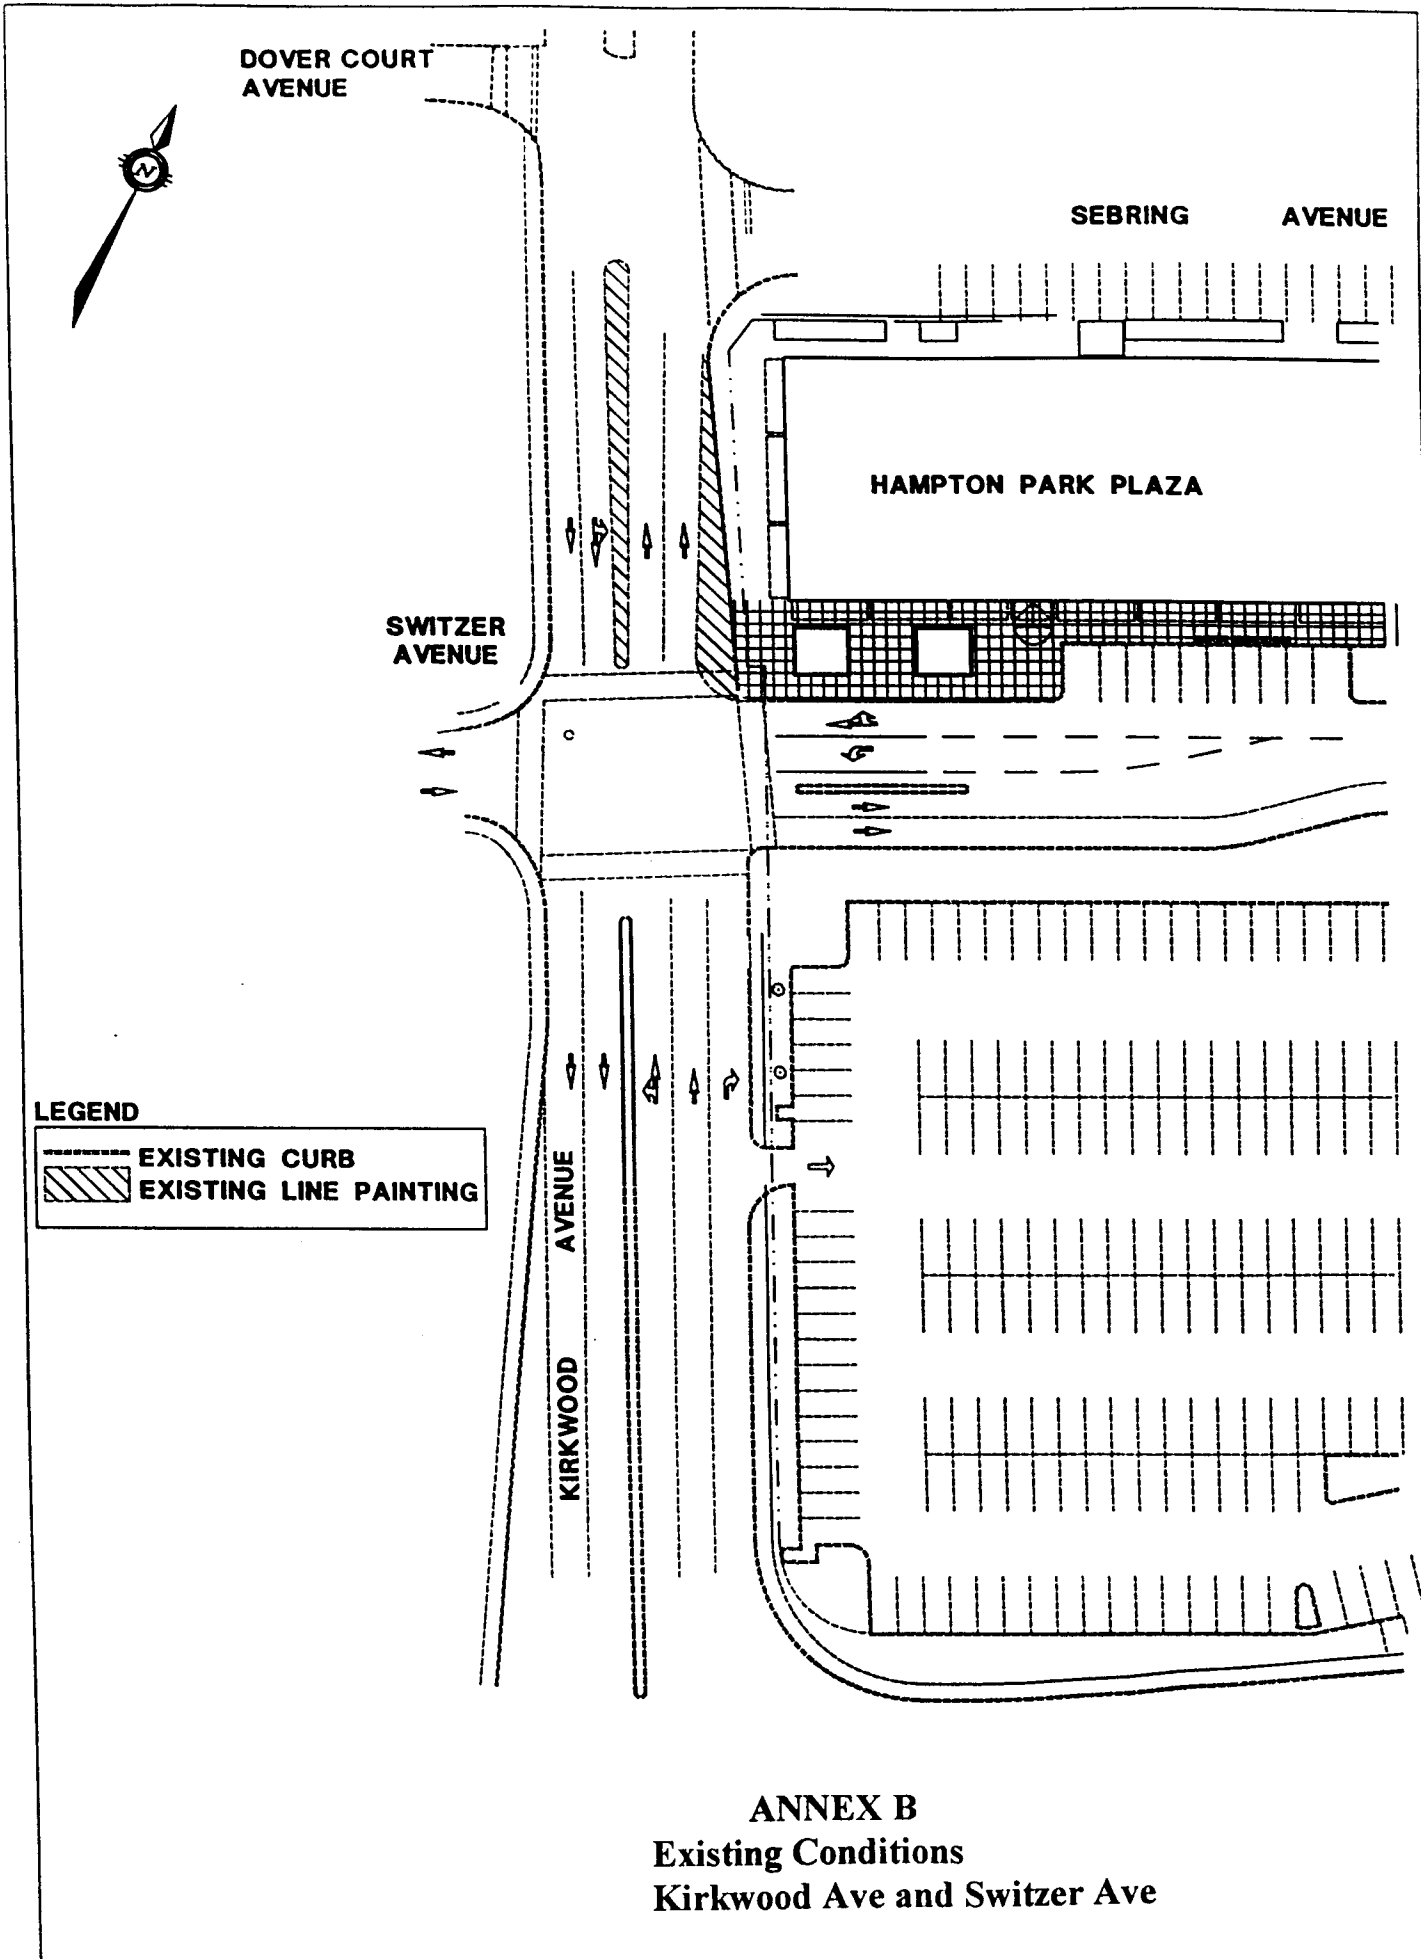 DOVER COURT
AVENUE
N
SEBRING AVENUE
HAMPTON PARK PLAZA
SWITZER
AVENUE
LEGEND
EXISTING CURB
EXISTING LINE PAINTING
KIRKWOOD AVENUE
ANNEX B
Existing Conditions
Kirkwood Ave and Switzer Ave